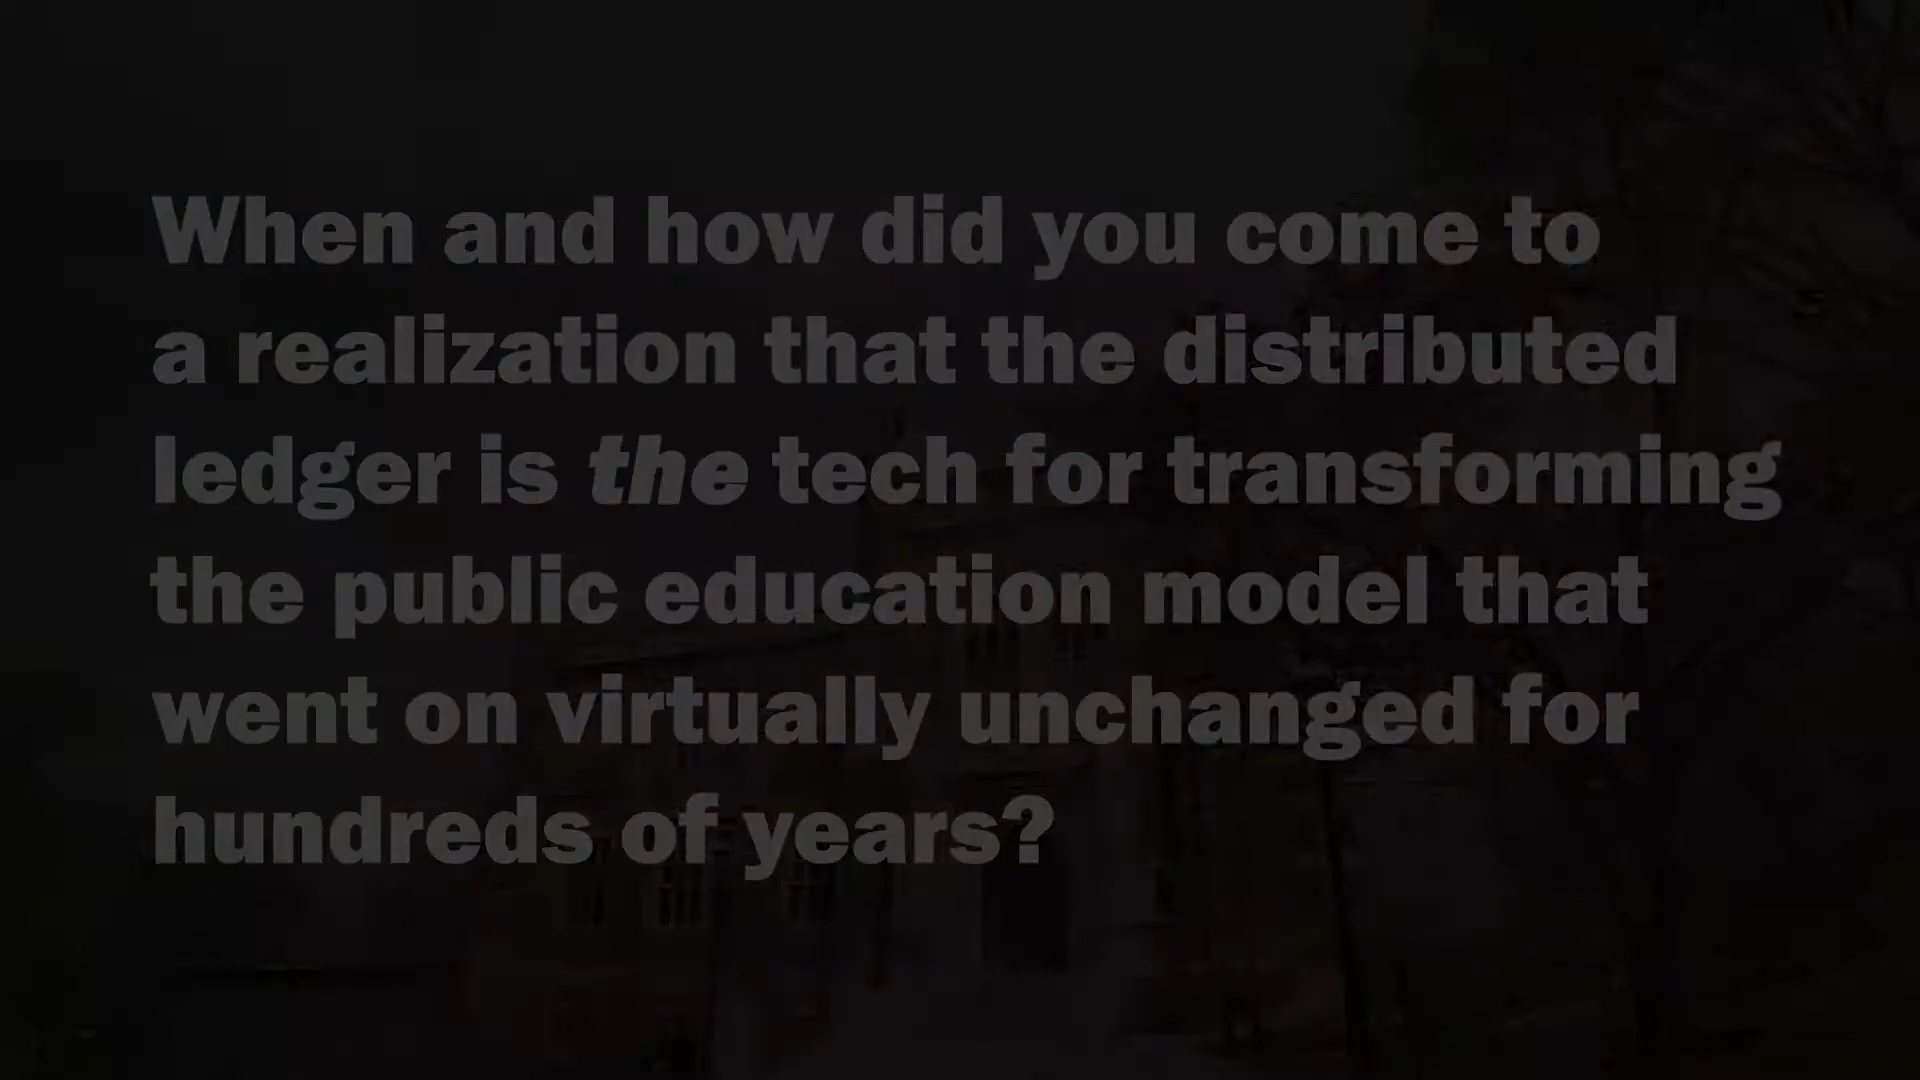 When and how did you come to
a realization that the distributed
ledger is the tech for transforming
the public education model that
went on virtually unchanged for
hundreds of years?